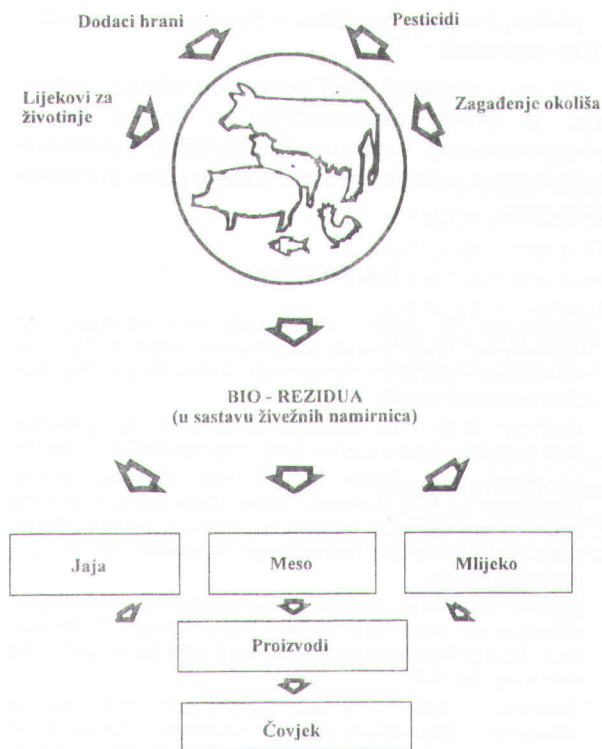 Dodaci hrani
Pesticidi
Lijekovi za
životinje
Zagađenje okoliša
BIO - REZIDUA
(u sastavu živežnih namirnica)
Jaja
Meso
Mlijeko
Proizvodi
Čovjek